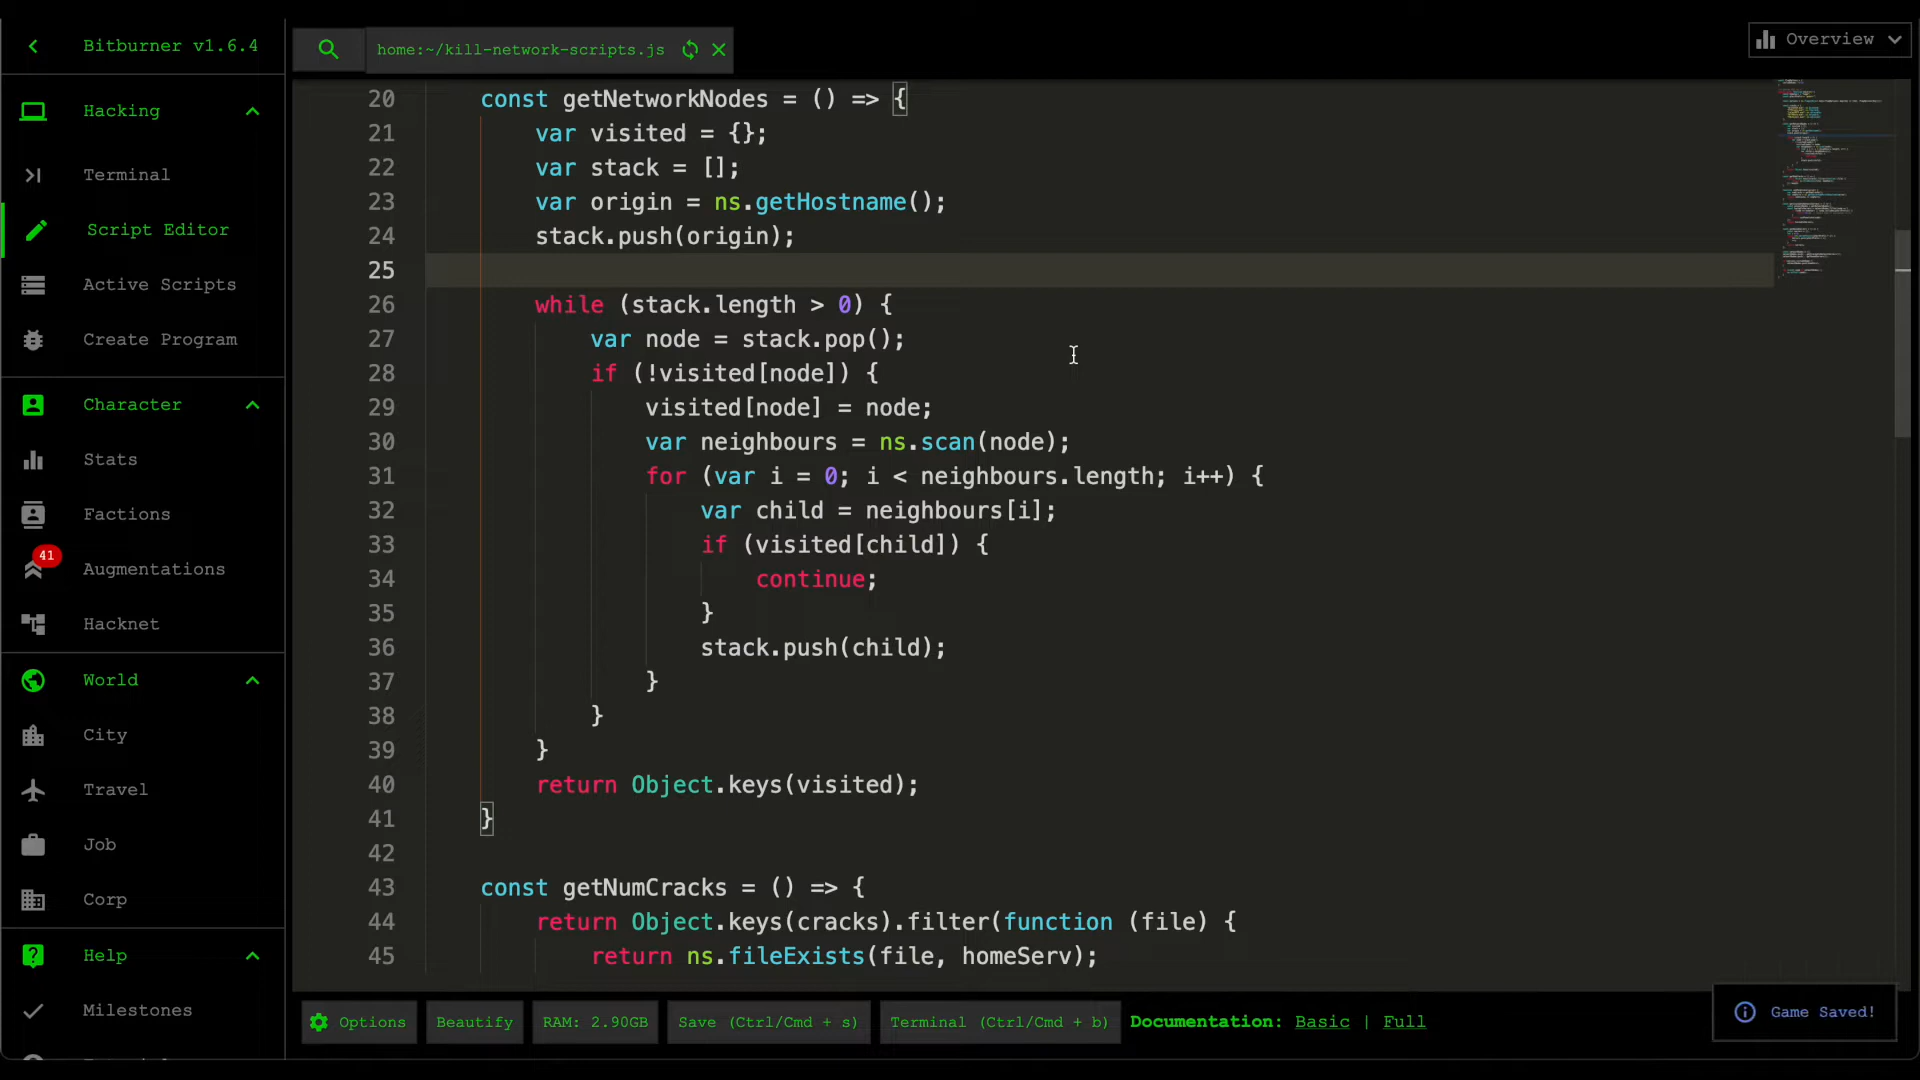 Bitburner v1.6.4
Hacking
Terminal
Script Editor
Active Scripts
Create Program
Character
Stats
Factions
41
Augmentations
Hacknet
World
City
Travel
Job
Corp
Help
Milestones
home:~/kill-network-scripts.js
Overview
20 const getNetworkNodes = () => {
21 var visited = {};
22 var stack = [];
23 var origin = ns.getHostname();
24 stack.push(origin);
25
26 while (stack.length > 0) {
27 var node = stack.pop();
28 if (!visited[node]) {
29 visited[node] = node;
30 var neighbours = ns.scan(node);
31 for (var i = 0; i < neighbours.length; i++) {
32 var child = neighbours[i];
33 if (visited[child]) {
34 continue;
35 }
36 stack.push(child);
37 }
38 }
39 }
40 return Object.keys(visited);
41 }
42
43 const getNumCracks = () => {
44 return Object.keys(cracks).filter(function (file) {
45 return ns.fileExists(file, homeServ);
Options
Beautify
RAM: 2.90GB
Save (Ctrl/Cmd + s)
Terminal (Ctrl/Cmd + b)
Documentation: Basic | Full
Game Saved!